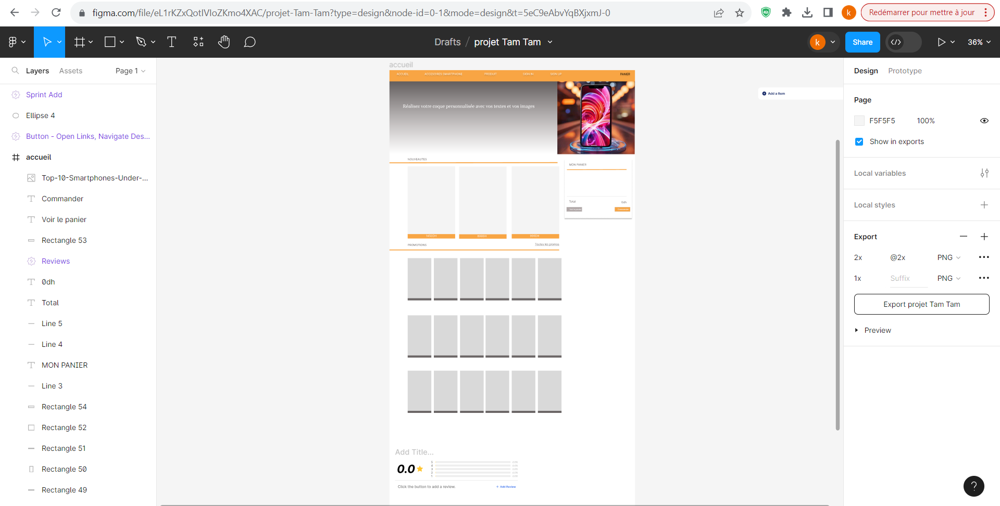 figma.com/file/eL1rKZxQotIVIoZKmo4XAC/projet-Tam-Tam?type=design&node-id=0-1&mode=design&t=5eC9eAbvYqBXjxmJ-0
k
Redémarrer pour mettre à jour
Drafts / projet Tam Tam
k
Share
36%
Layers
Assets
Page 1
Sprint Add
Ellipse 4
Button - Open Links, Navigate Des...
accueil
Top-10-Smartphones-Under-...
Commander
Voir le panier
Rectangle 53
Reviews
0dh
Total
Line 5
Line 4
MON PANIER
Line 3
Rectangle 54
Rectangle 52
Rectangle 51
Rectangle 50
Rectangle 49
accueil
ACCUEIL
ACCESOIRES SMARTPHONE
PRODUIT
SIGN IN
SIGN UP
PANIER
Réalisez votre coque personnalisée avec vos textes et vos images
NOUVEAUTES
MON PANIER
Total
0dh
Voir le panier
Commander
PROMOTIONS
Toutes les promos
Add Title...
0.0
5
4
3
2
1
Click the button to add a review.
+ Add Review
Add a Item
Design
Prototype
Page
F5F5F5
100%
Show in exports
Local variables
Local styles
Export
2x
@2x
PNG
1x
Suffix
PNG
Export projet Tam Tam
Preview
?